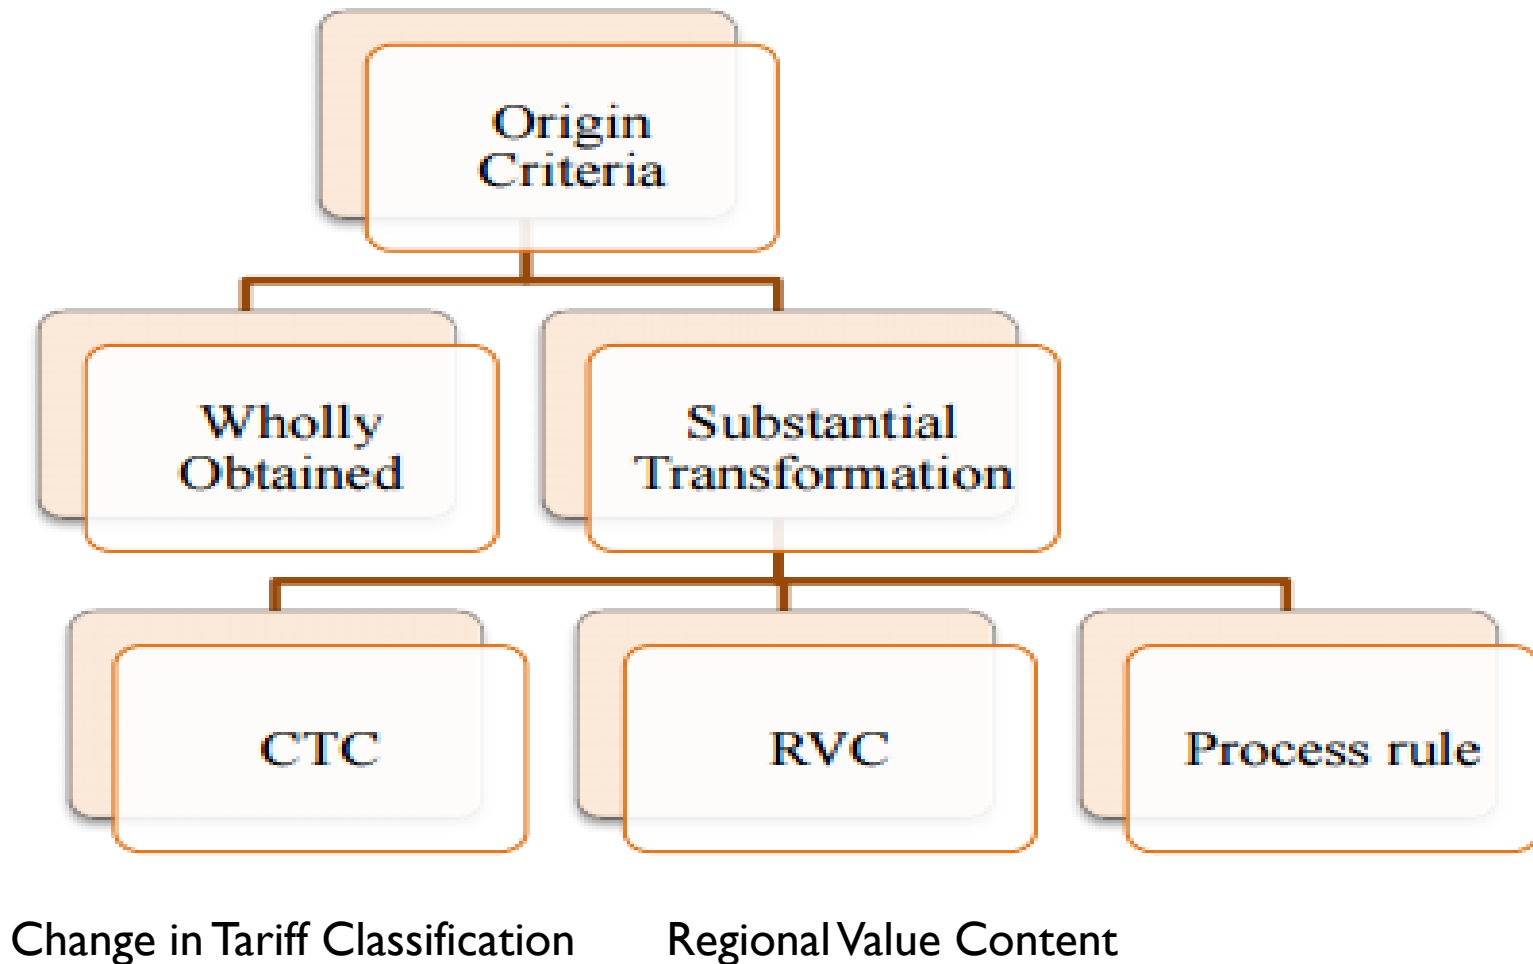 Origin
Criteria
Wholly
Obtained
Substantial
Transformation
CTC
RVC
Process rule
Change in Tariff Classification
Regional Value Content